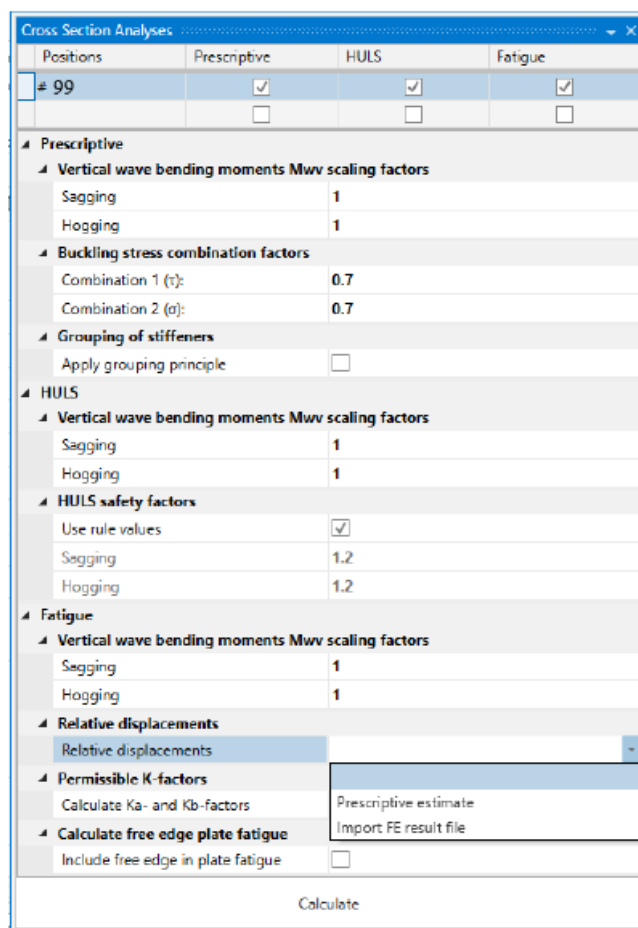 Cross Section Analyses
Positions Prescriptive HULS Fatigue
# 99
Prescriptive
Vertical wave bending moments Mwv scaling factors
Sagging 1
Hogging 1
Buckling stress combination factors
Combination 1 (τ): 0.7
Combination 2 (σ): 0.7
Grouping of stiffeners
Apply grouping principle
HULS
Vertical wave bending moments Mwv scaling factors
Sagging 1
Hogging 1
HULS safety factors
Use rule values
Sagging 1.2
Hogging 1.2
Fatigue
Vertical wave bending moments Mwv scaling factors
Sagging 1
Hogging 1
Relative displacements
Relative displacements
Permissible K-factors
Calculate Ka- and Kb-factors Prescriptive estimate
Import FE result file
Calculate free edge plate fatigue
Include free edge in plate fatigue
Calculate